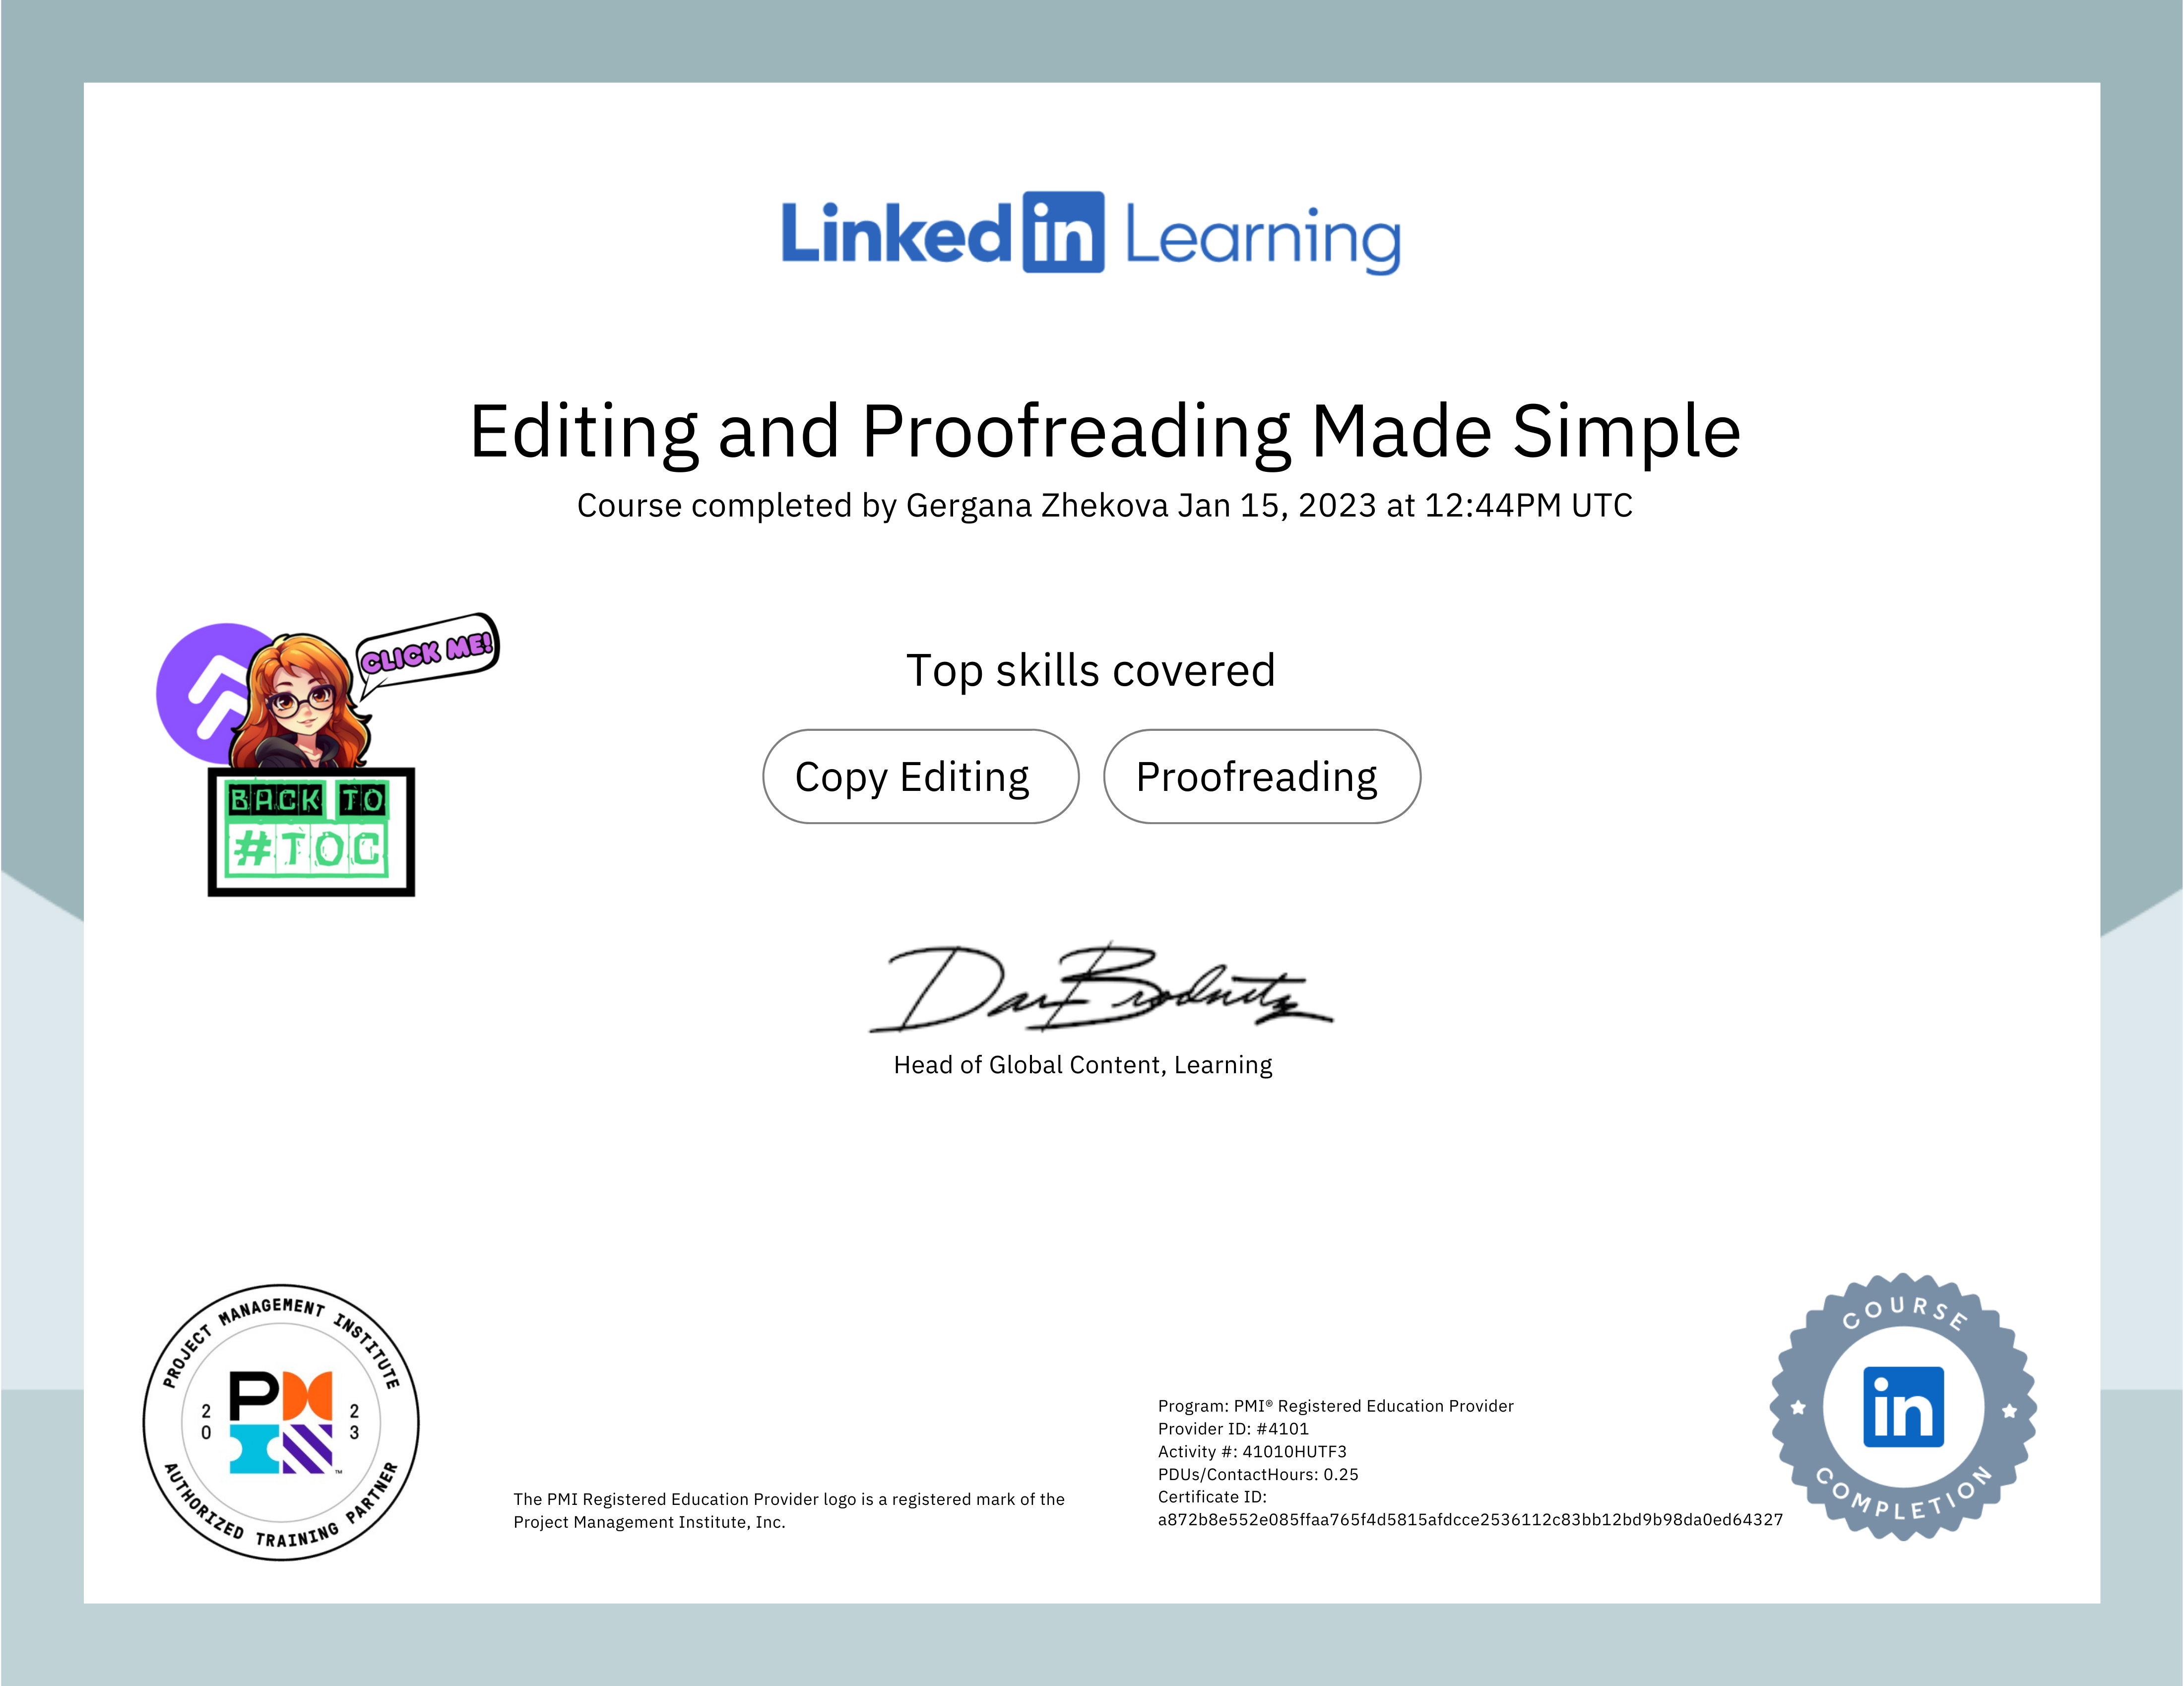 Linked in Learning
Editing and Proofreading Made Simple
Course completed by Gergana Zhekova Jan 15, 2023 at 12:44PM UTC
CLICK ME!
BACK TO
#TOC
Top skills covered
Copy Editing
Proofreading
Dan Brodnitz
Head of Global Content, Learning
PROJECT MANAGEMENT INSTITUTE
2 0 2 3
PM
AUTHORIZED TRAINING PARTNER
The PMI Registered Education Provider logo is a registered mark of the
Project Management Institute, Inc.
Program: PMI® Registered Education Provider
Provider ID: #4101
Activity #: 41010HUTF3
PDUs/ContactHours: 0.25
Certificate ID:
a872b8e552e085ffaa765f4d5815afdcce2536112c83bb12bd9b98da0ed64327
COURSE
in
COMPLETION